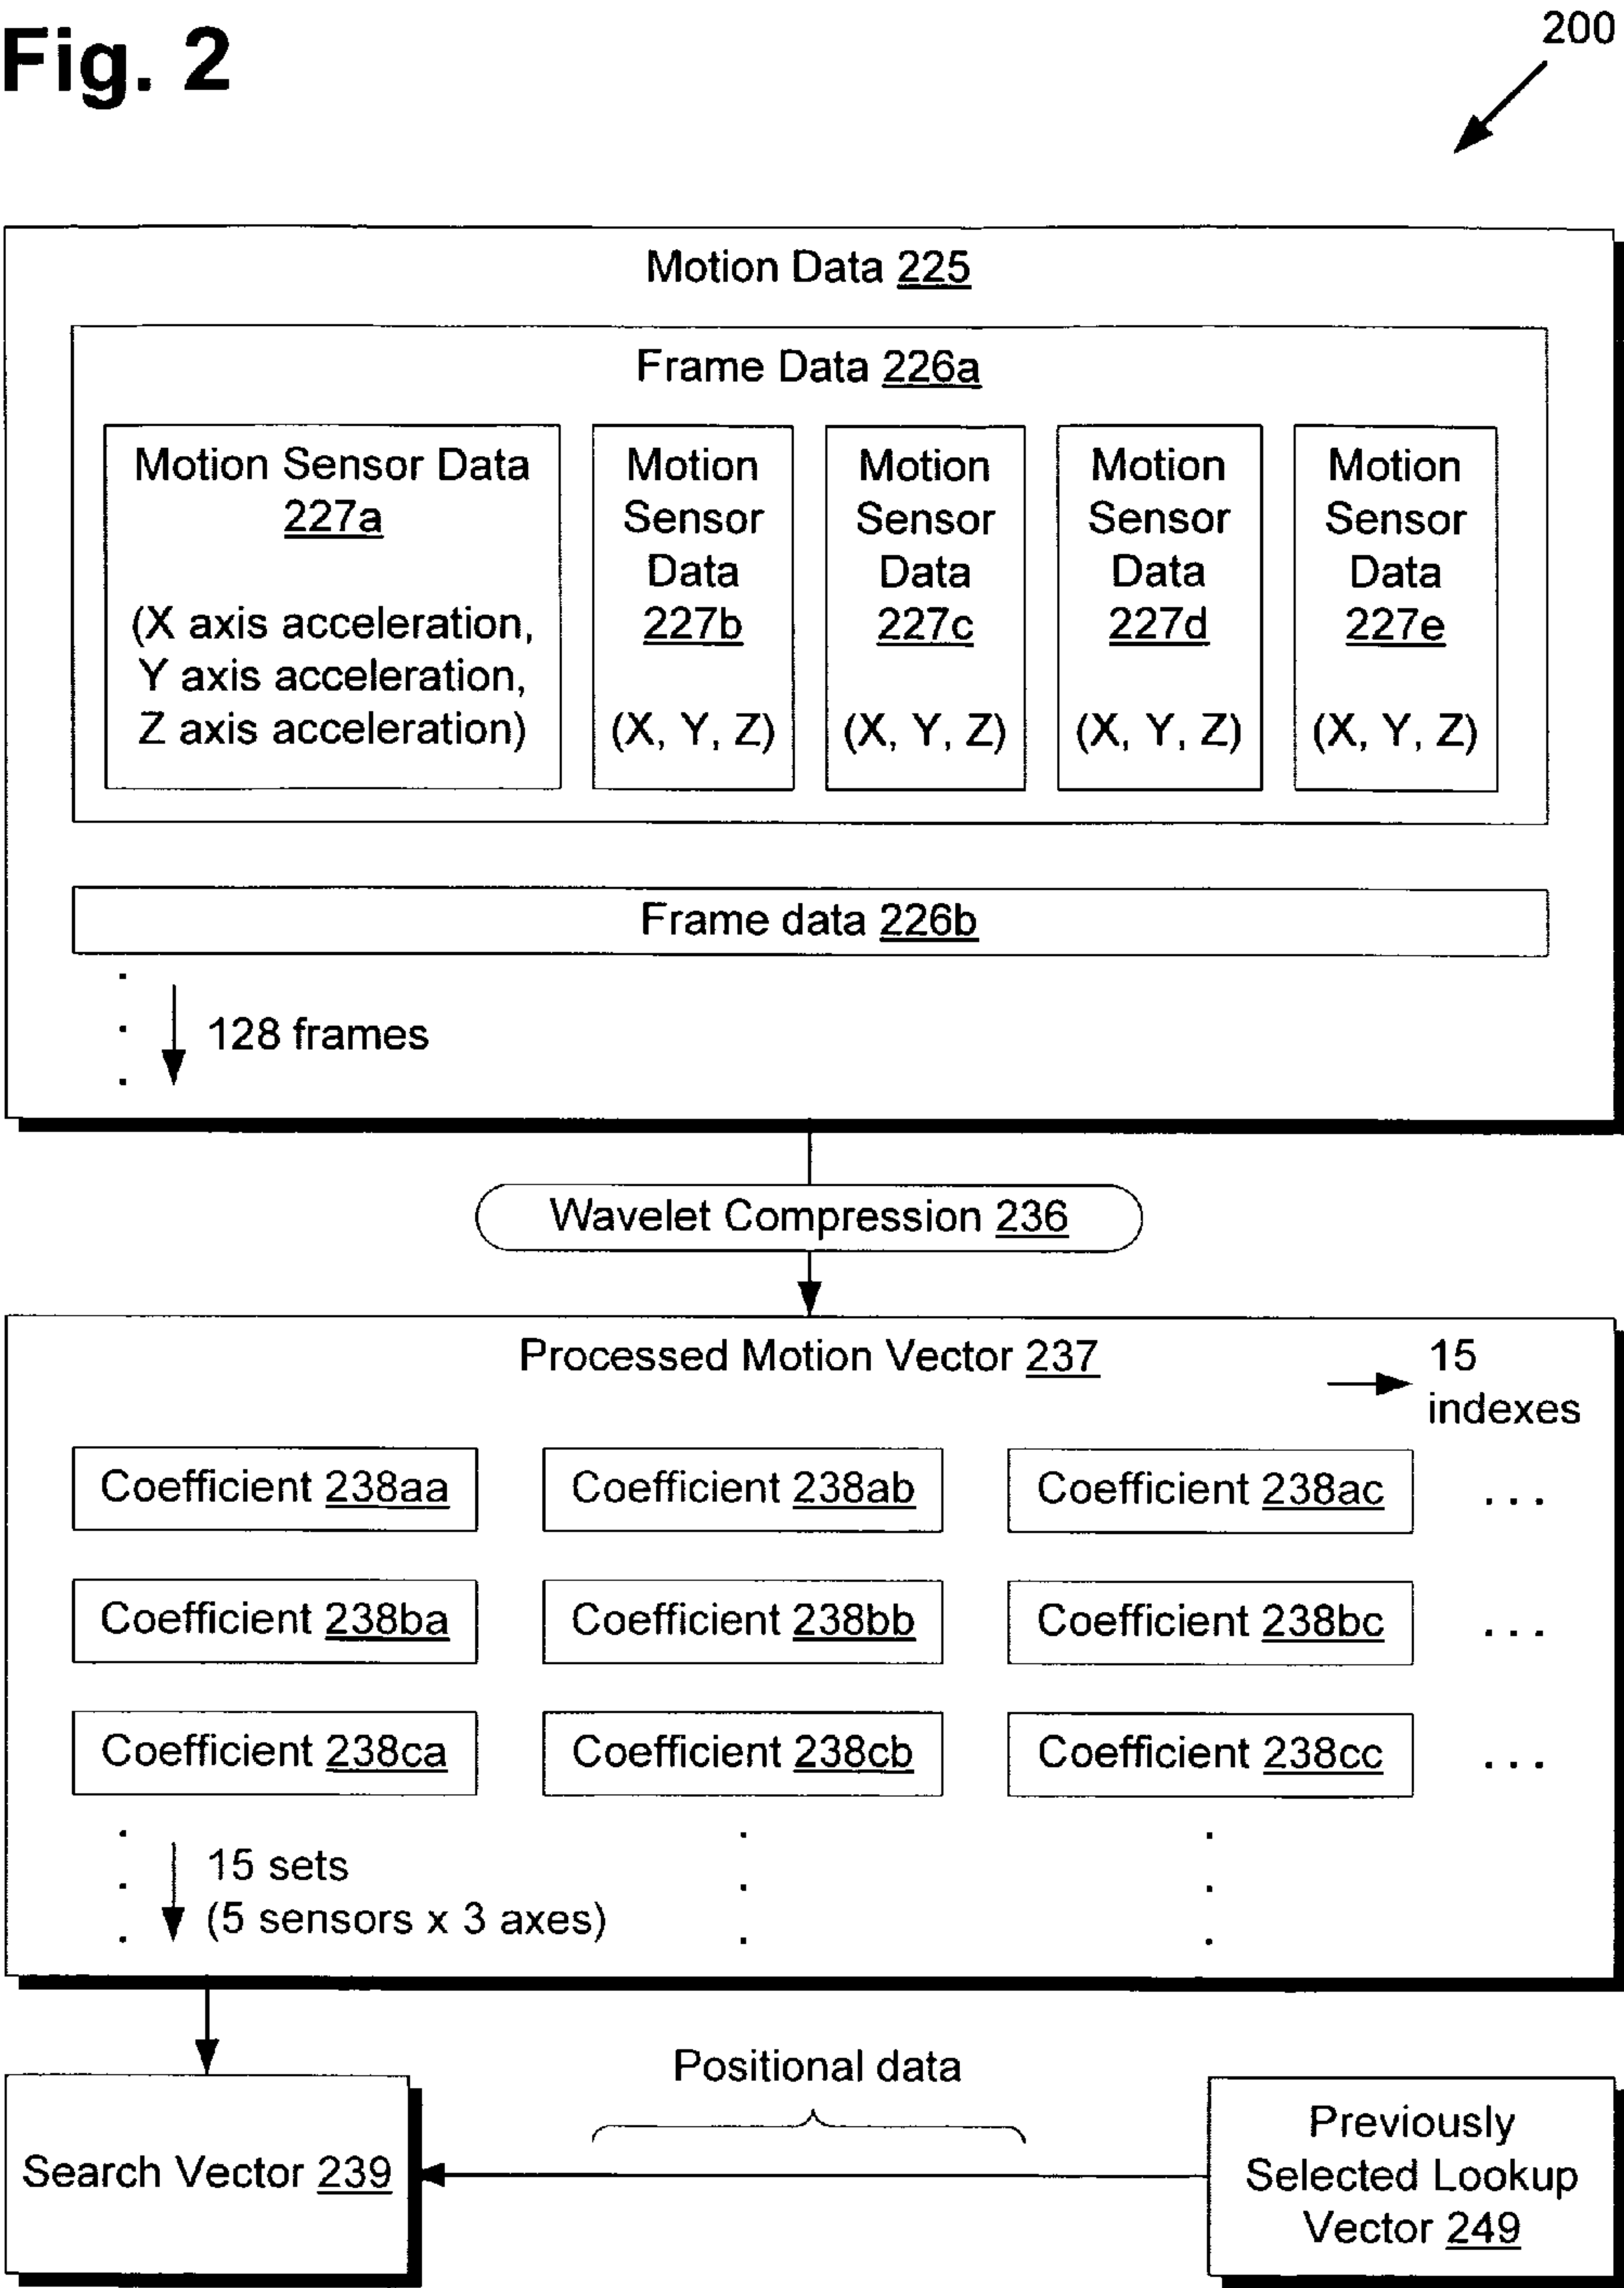 Fig. 2
200
Motion Data 225
Frame Data 226a
Motion Sensor Data
227a
(X axis acceleration,
Y axis acceleration,
Z axis acceleration)
Motion
Sensor
Data
227b
(X, Y, Z)
Motion
Sensor
Data
227c
(X, Y, Z)
Motion
Sensor
Data
227d
(X, Y, Z)
Motion
Sensor
Data
227e
(X, Y, Z)
Frame data 226b
128 frames
Wavelet Compression 236
Processed Motion Vector 237
15
indexes
Coefficient 238aa
Coefficient 238ab
Coefficient 238ac
. . .
Coefficient 238ba
Coefficient 238bb
Coefficient 238bc
. . .
Coefficient 238ca
Coefficient 238cb
Coefficient 238cc
. . .
15 sets
(5 sensors x 3 axes)
Positional data
Search Vector 239
Previously
Selected Lookup
Vector 249